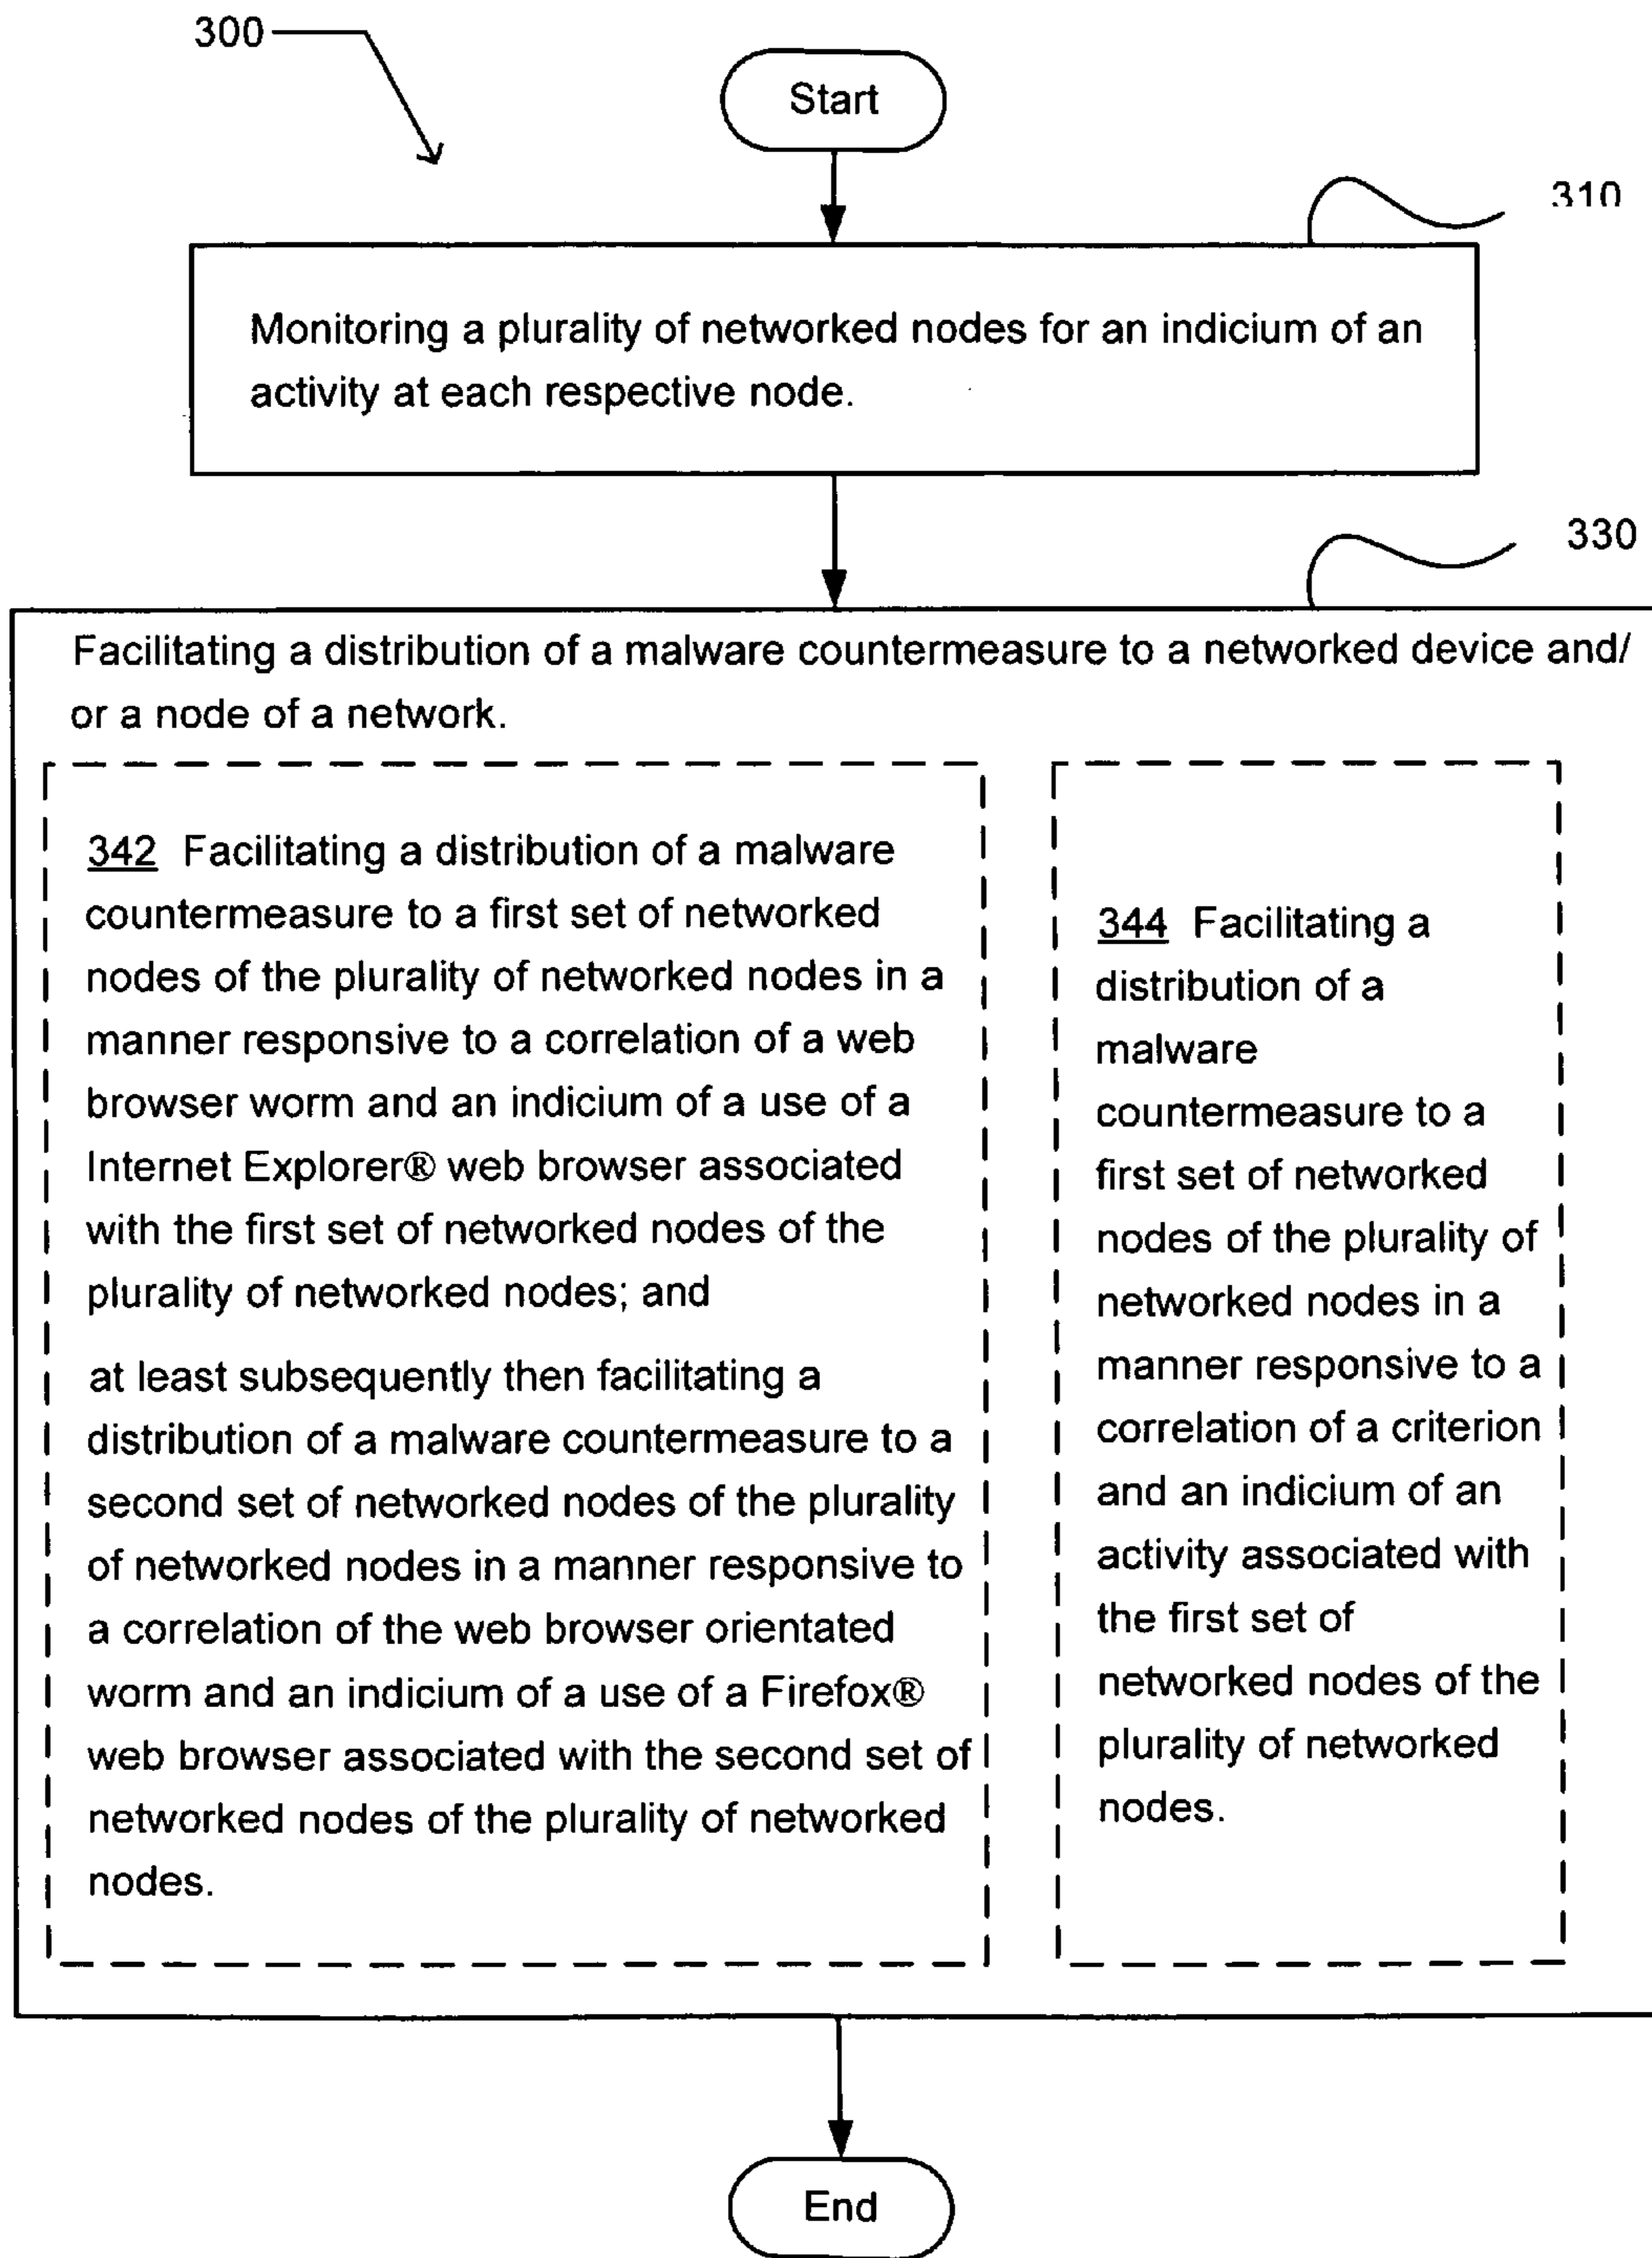 300
Start
310
Monitoring a plurality of networked nodes for an indicium of an
activity at each respective node.
330
Facilitating a distribution of a malware countermeasure to a networked device and/
or a node of a network.
342 Facilitating a distribution of a malware
countermeasure to a first set of networked
nodes of the plurality of networked nodes in a
manner responsive to a correlation of a web
browser worm and an indicium of a use of a
Internet Explorer® web browser associated
with the first set of networked nodes of the
plurality of networked nodes; and
at least subsequently then facilitating a
distribution of a malware countermeasure to a
second set of networked nodes of the plurality
of networked nodes in a manner responsive to
a correlation of the web browser orientated
worm and an indicium of a use of a Firefox®
web browser associated with the second set of
networked nodes of the plurality of networked
nodes.
344 Facilitating a
distribution of a
malware
countermeasure to a
first set of networked
nodes of the plurality of
networked nodes in a
manner responsive to a
correlation of a criterion
and an indicium of an
activity associated with
the first set of
networked nodes of the
plurality of networked
nodes.
End